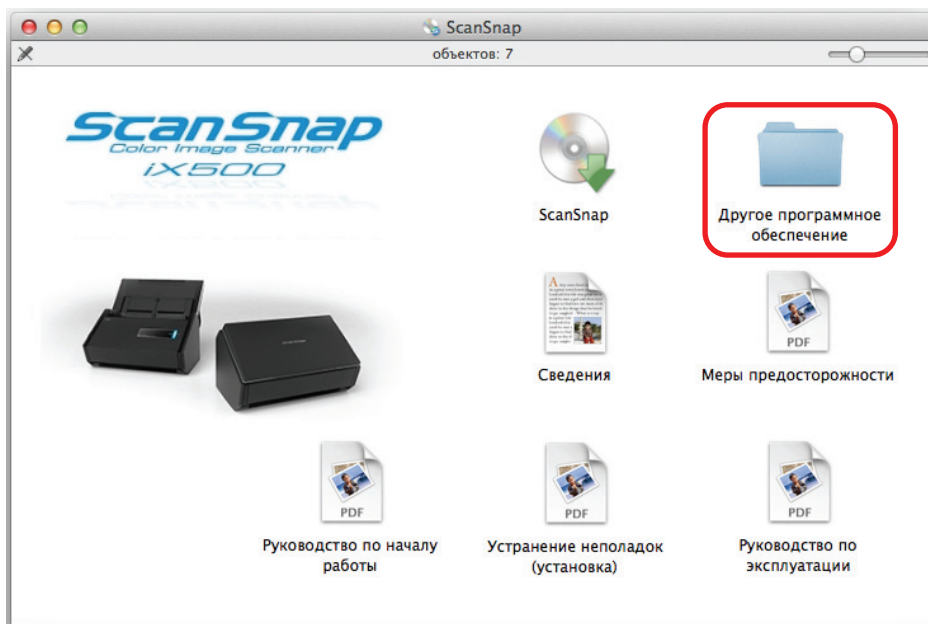 ScanSnap
объектов: 7
ScanSnap
Color Image Scanner
iX500
ScanSnap
Другое программное
обеспечение
Сведения
PDF
Меры предосторожности
PDF
Руководство по началу
работы
PDF
Устранение неполадок
(установка)
PDF
Руководство по
эксплуатации